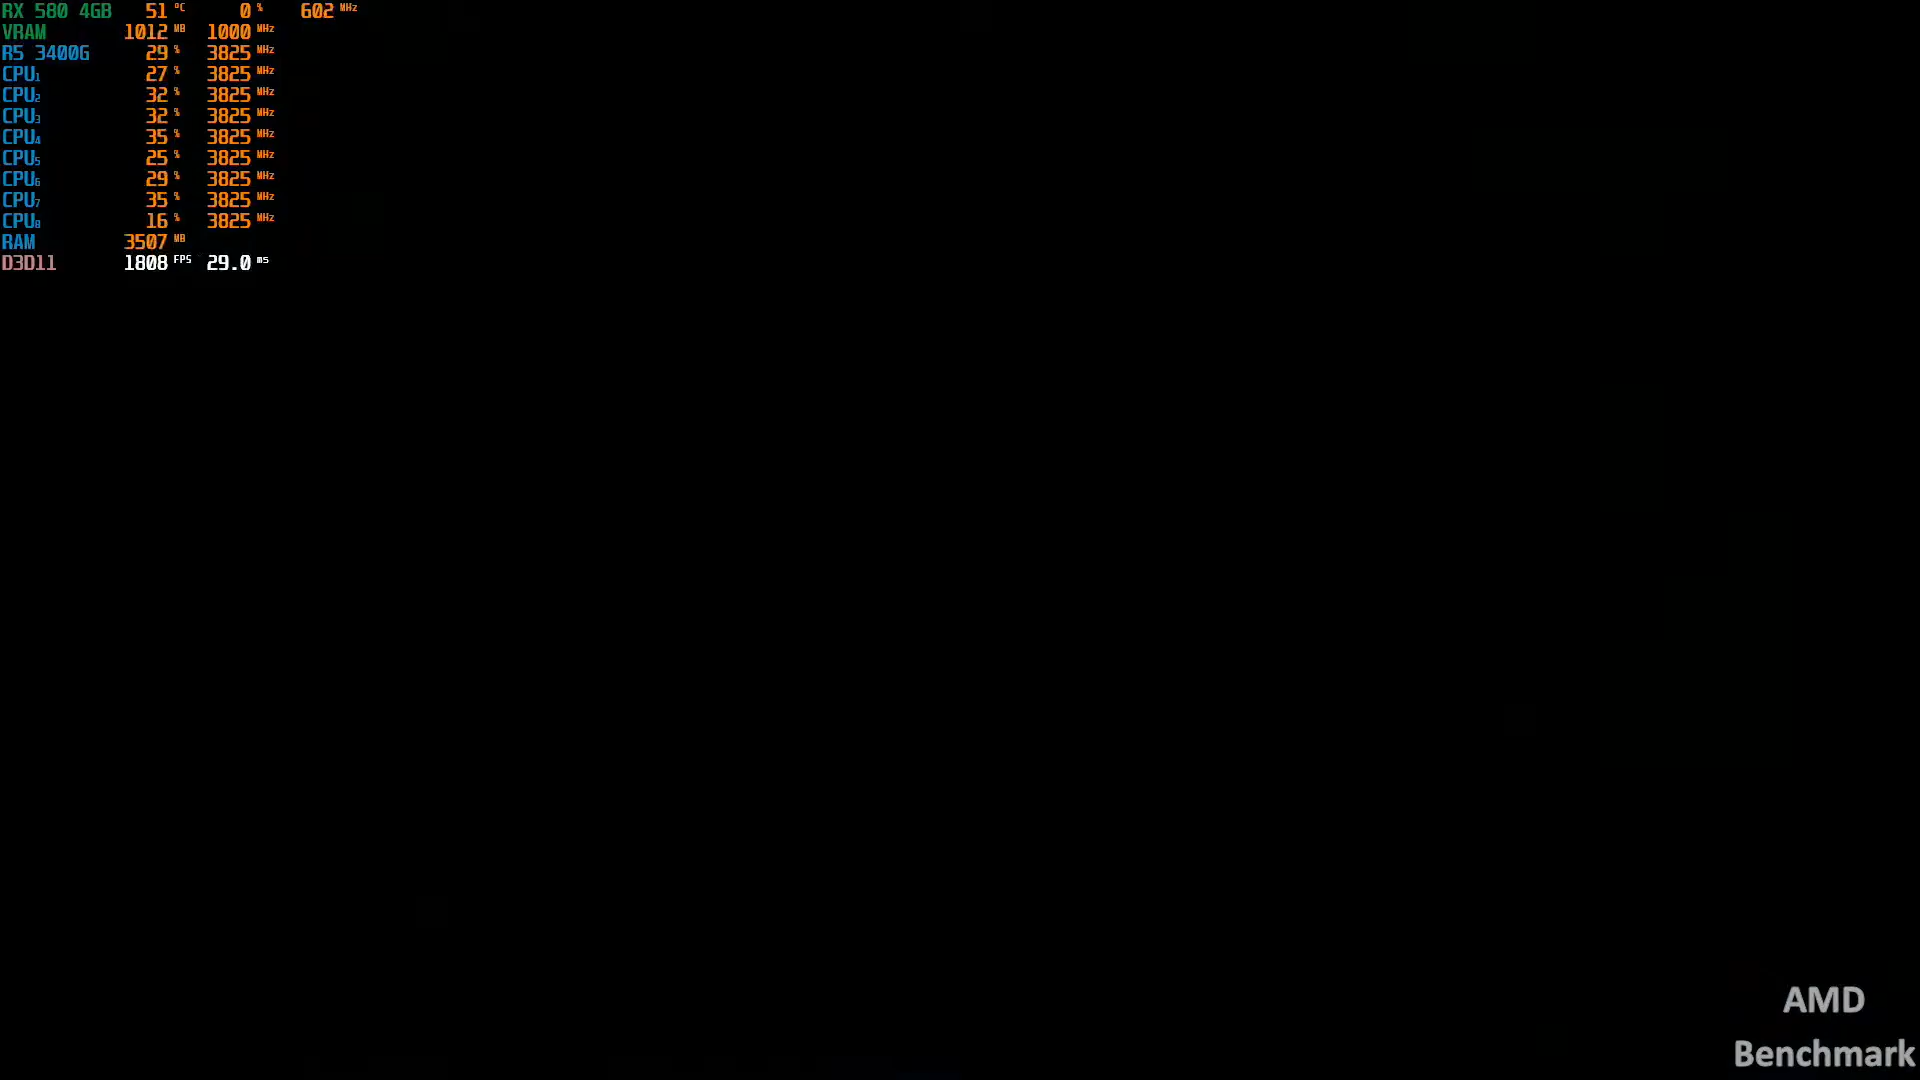 RX 580 4GB 51 °C 0 % 602 MHz
VRAM 1012 MB 1000 MHz
R5 3400G 29 % 3825 MHz
CPU1 27 % 3825 MHz
CPU2 32 % 3825 MHz
CPU3 32 % 3825 MHz
CPU4 35 % 3825 MHz
CPU5 25 % 3825 MHz
CPU6 29 % 3825 MHz
CPU7 35 % 3825 MHz
CPU8 16 % 3825 MHz
RAM 3507 MB
D3D11 1808 FPS 29.0 ms
AMD
Benchmark